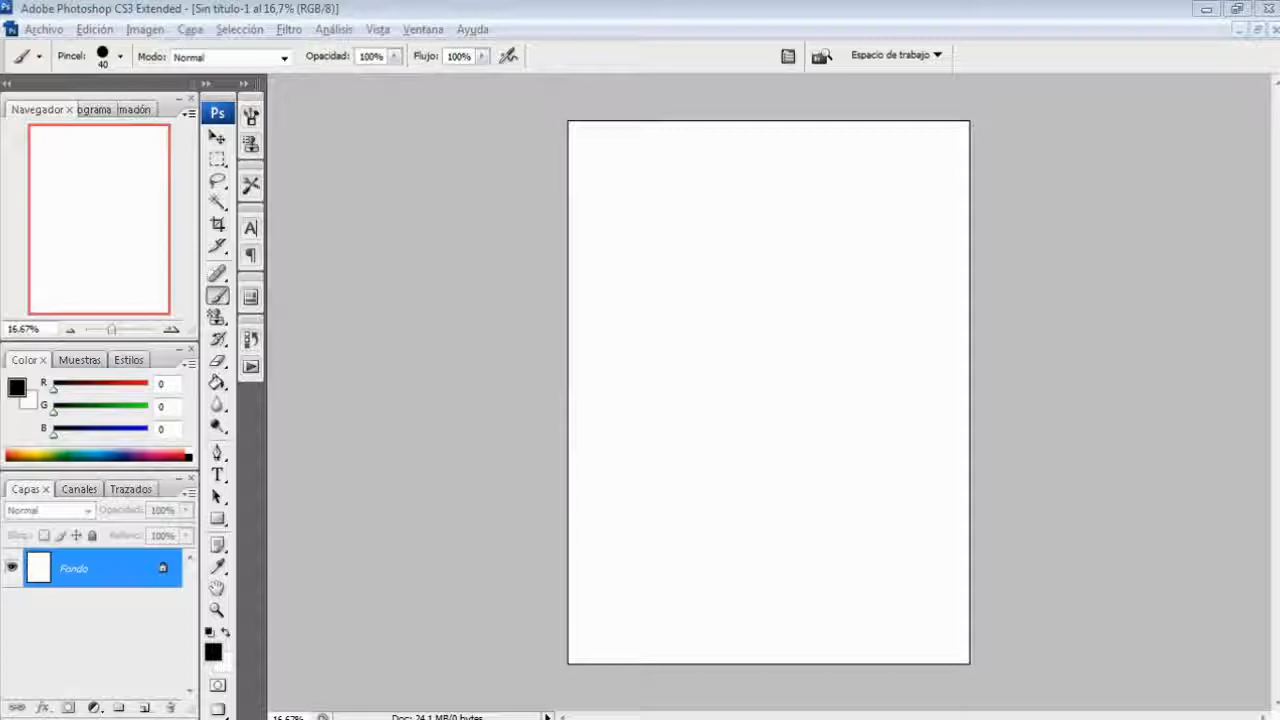 Adobe Photoshop CS3 Extended - [Sin título-1 al 16,7% (RGB/8)]
Archivo Edición Imagen Capa Selección Filtro Análisis Vista Ventana Ayuda
Pincel: 40 Modo: Normal Opacidad: 100% Flujo: 100% Espacio de trabajo
Navegador ograma mación
Ps
A
16.67%
Color Muestras Estilos
R 0
G 0
B 0
Capas Canales Trazados
Normal Opacidad: 100%
Relleno: 100%
T
Fondo
16.67% Doc: 24,1 MB/0 bytes